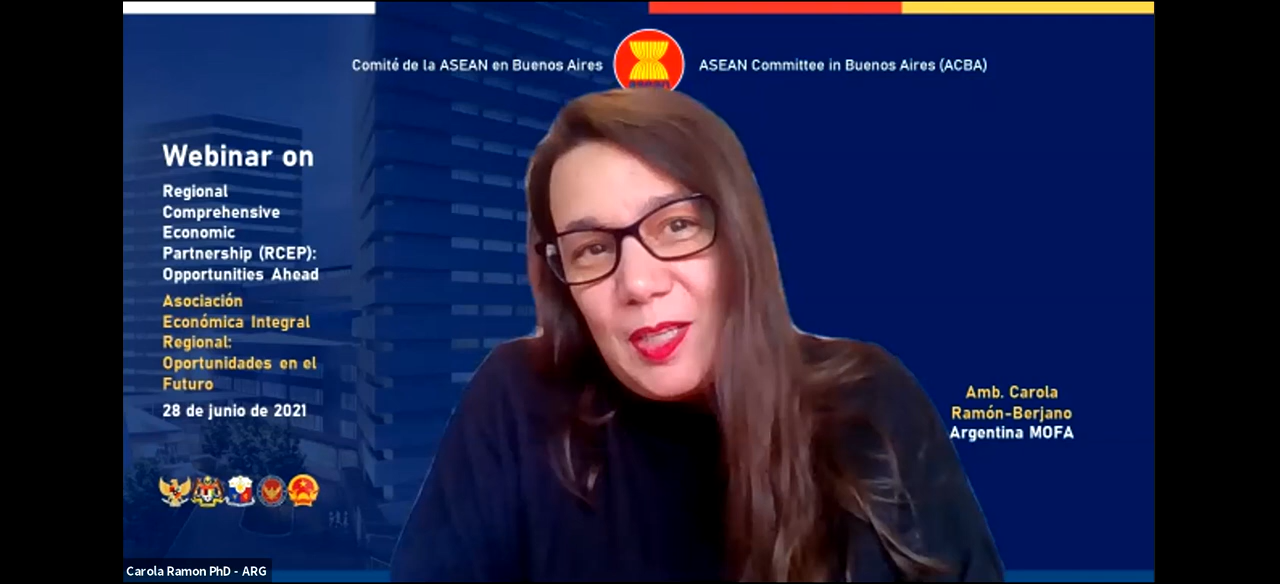 Comité de la ASEAN en Buenos Aires
ASEAN Committee in Buenos Aires (ACBA)
Webinar on
Regional
Comprehensive
Economic
Partnership (RCEP):
Opportunities Ahead
Asociación
Económica Integral
Regional:
Oportunidades en el
Futuro
28 de junio de 2021
Amb. Carola
Ramón-Berjano
Argentina MOFA
Carola Ramon PhD - ARG